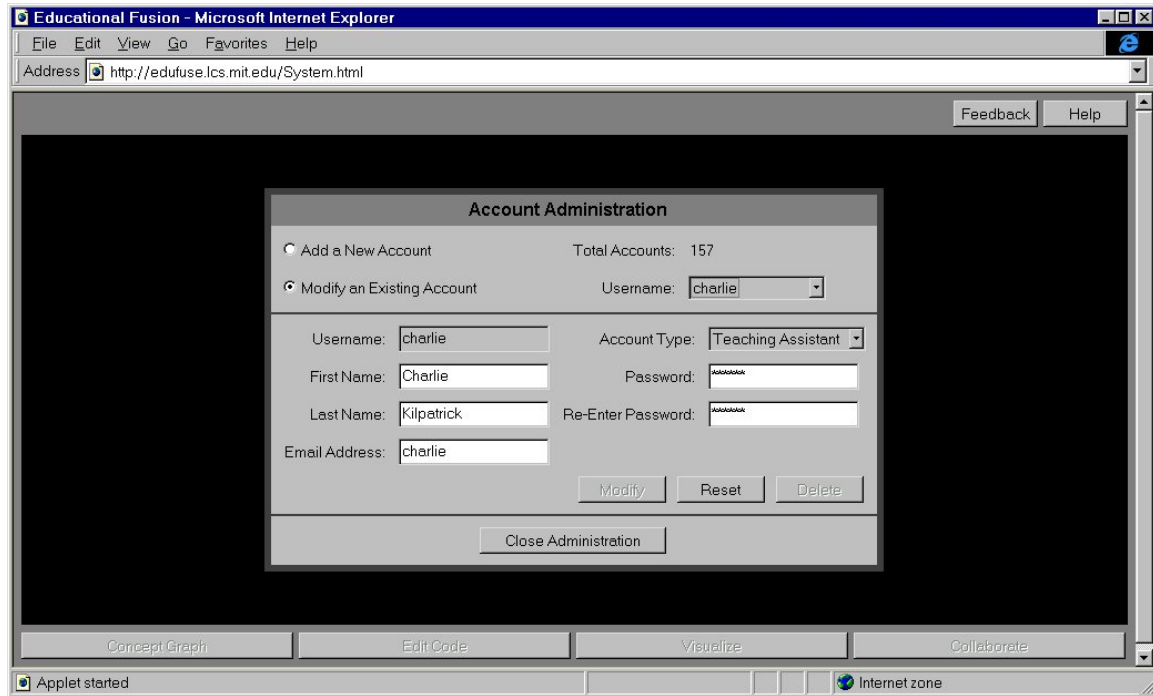 Educational Fusion - Microsoft Internet Explorer
File Edit View Go Favorites Help
Address http://edufuse.lcs.mit.edu/System.html
Feedback Help
Account Administration
Add a New Account Total Accounts: 157
Modify an Existing Account Username: charlie
Username: charlie Account Type: Teaching Assistant
First Name: Charlie Password: *******
Last Name: Kilpatrick Re-Enter Password: *******
Email Address: charlie
Modify Reset Delete
Close Administration
Concept Graph Edit Code Visualize Collaborate
Applet started Internet zone